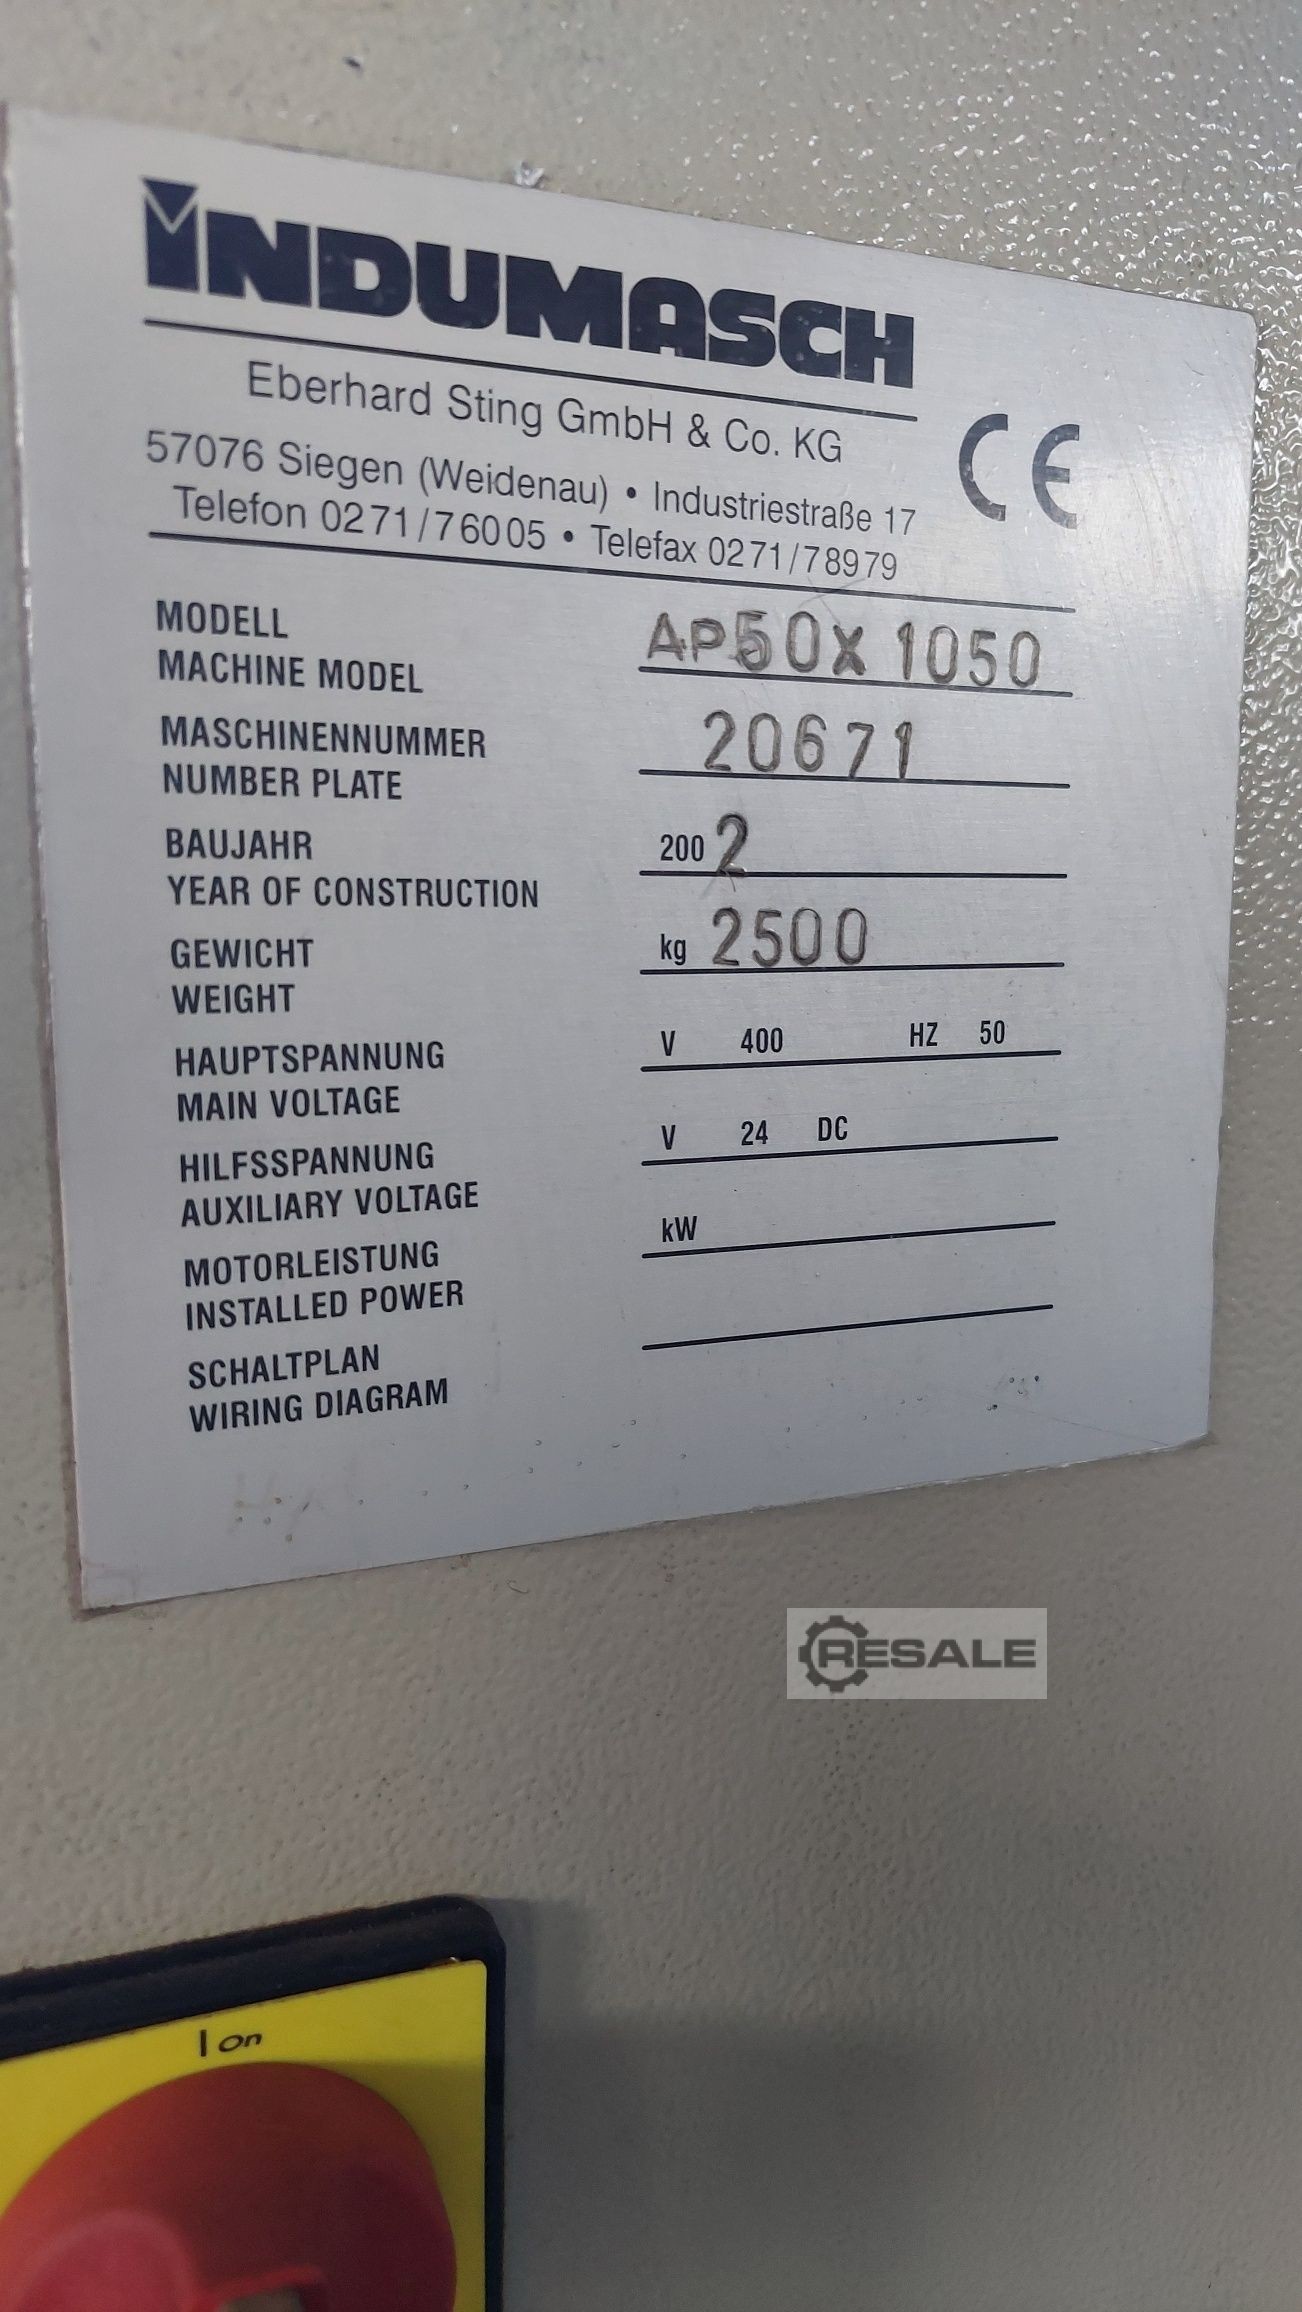 INDUMASCH
Eberhard Sting GmbH & Co. KG
57076 Siegen (Weidenau) • Industriestraße 17
Telefon 0271/76005 • Telefax 0271/78979
CE
MODELL
MACHINE MODEL AP50X 1050
MASCHINENNUMMER
NUMBER PLATE 20671
BAUJAHR
YEAR OF CONSTRUCTION 2002
GEWICHT
WEIGHT kg 2500
HAUPTSPANNUNG
MAIN VOLTAGE V 400 HZ 50
HILFSSPANNUNG
AUXILIARY VOLTAGE V 24 DC
MOTORLEISTUNG
INSTALLED POWER kW
SCHALTPLAN
WIRING DIAGRAM
RESALE
I on